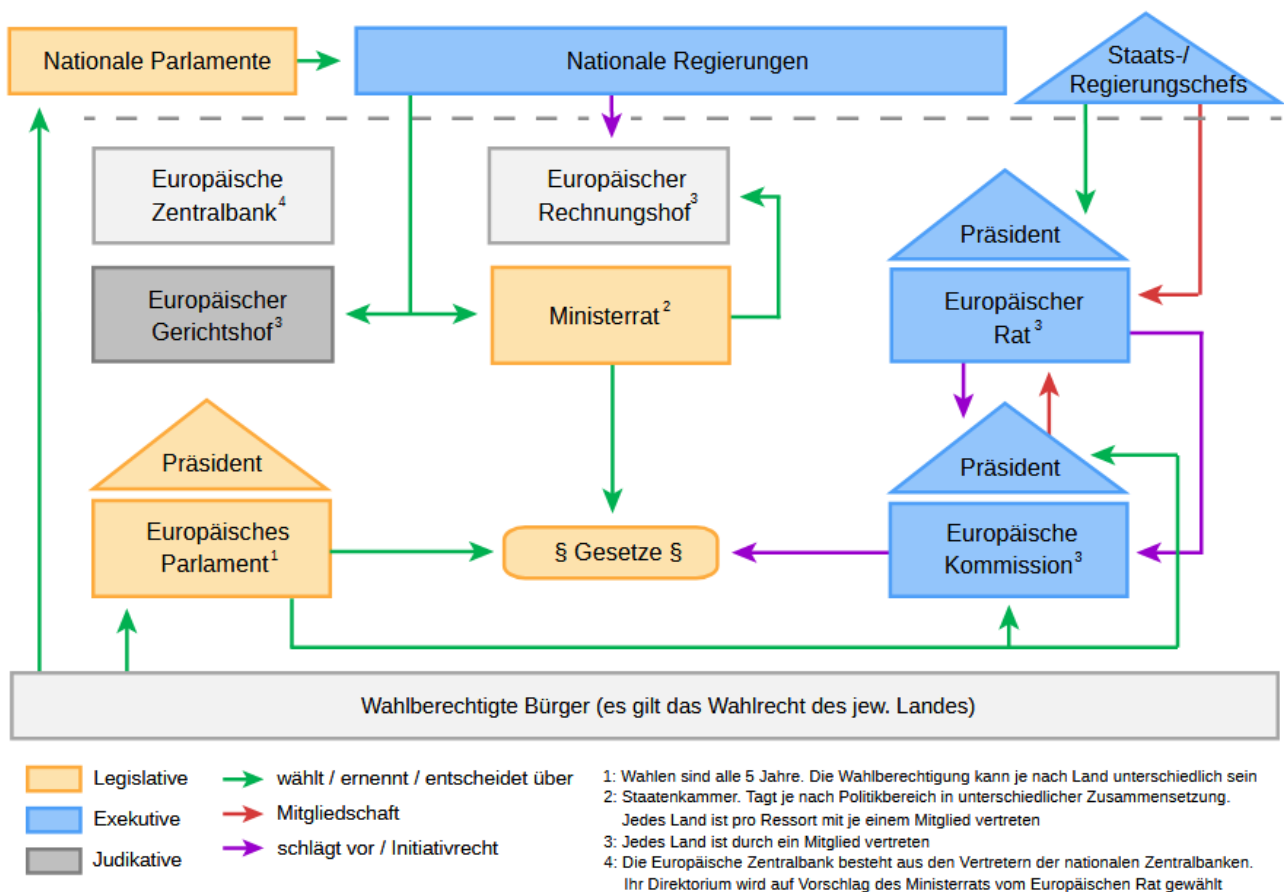 Nationale Parlamente
Nationale Regierungen
Staats-/
Regierungschefs
Europäische
Zentralbank4
Europäischer
Rechnungshof3
Präsident
Europäischer
Gerichtshof3
Ministerrat2
Europäischer
Rat3
Präsident
Präsident
Europäisches
Parlament1
§ Gesetze §
Europäische
Kommission3
Wahlberechtigte Bürger (es gilt das Wahlrecht des jew. Landes)
Legislative
Exekutive
Judikative
wählt / ernennt / entscheidet über
Mitgliedschaft
schlägt vor / Initiativrecht
1: Wahlen sind alle 5 Jahre. Die Wahlberechtigung kann je nach Land unterschiedlich sein
2: Staatenkammer. Tagt je nach Politikbereich in unterschiedlicher Zusammensetzung.
Jedes Land ist pro Ressort mit je einem Mitglied vertreten
3: Jedes Land ist durch ein Mitglied vertreten
4: Die Europäische Zentralbank besteht aus den Vertretern der nationalen Zentralbanken.
Ihr Direktorium wird auf Vorschlag des Ministerrats vom Europäischen Rat gewählt